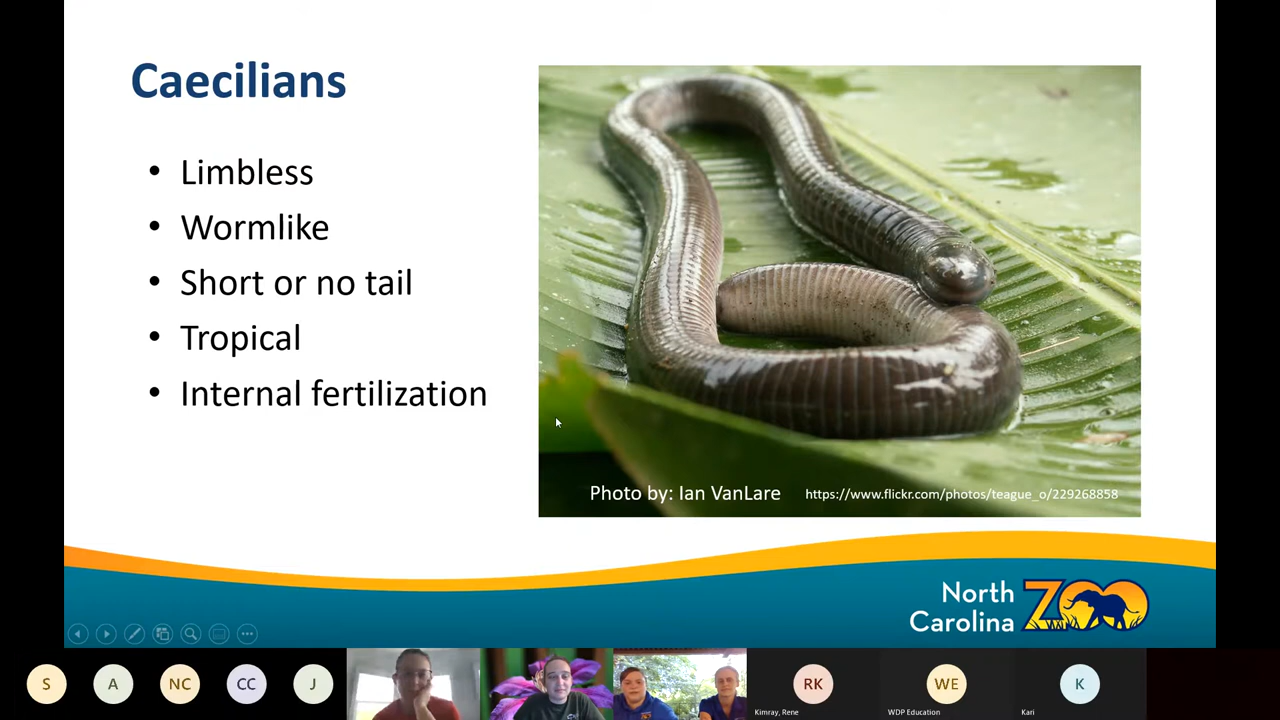 Caecilians
• Limbless
• Wormlike
• Short or no tail
• Tropical
• Internal fertilization
Photo by: Ian VanLare
https://www.flickr.com/photos/teague_o/229268858
North
Carolina ZOO
S
A
NC
CC
J
RK
Kimray, Rene
WE
WDP Education
K
Kari